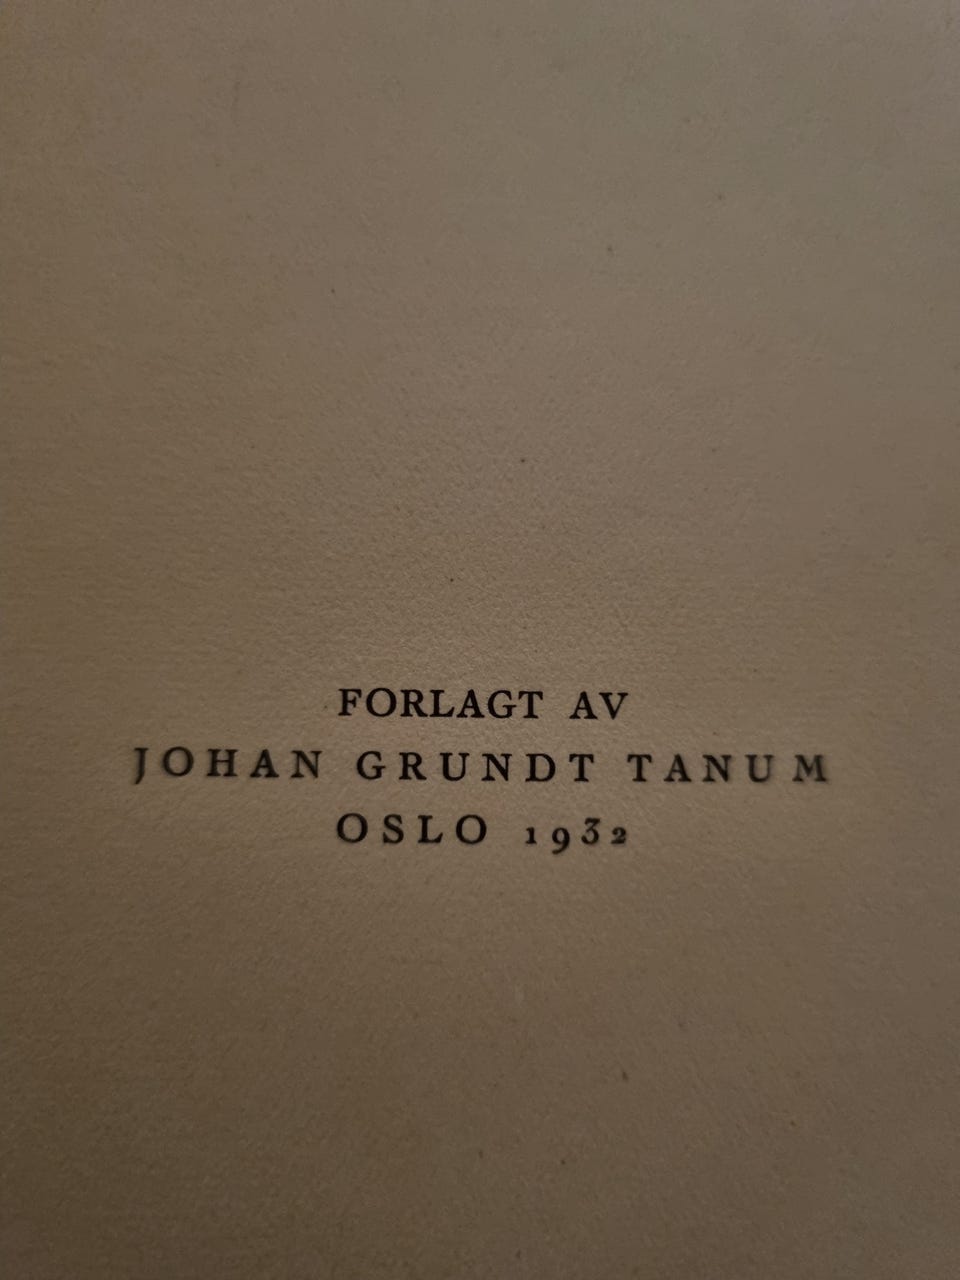 FORLAGT AV
JOHAN GRUNDT TANUM
OSLO 1932